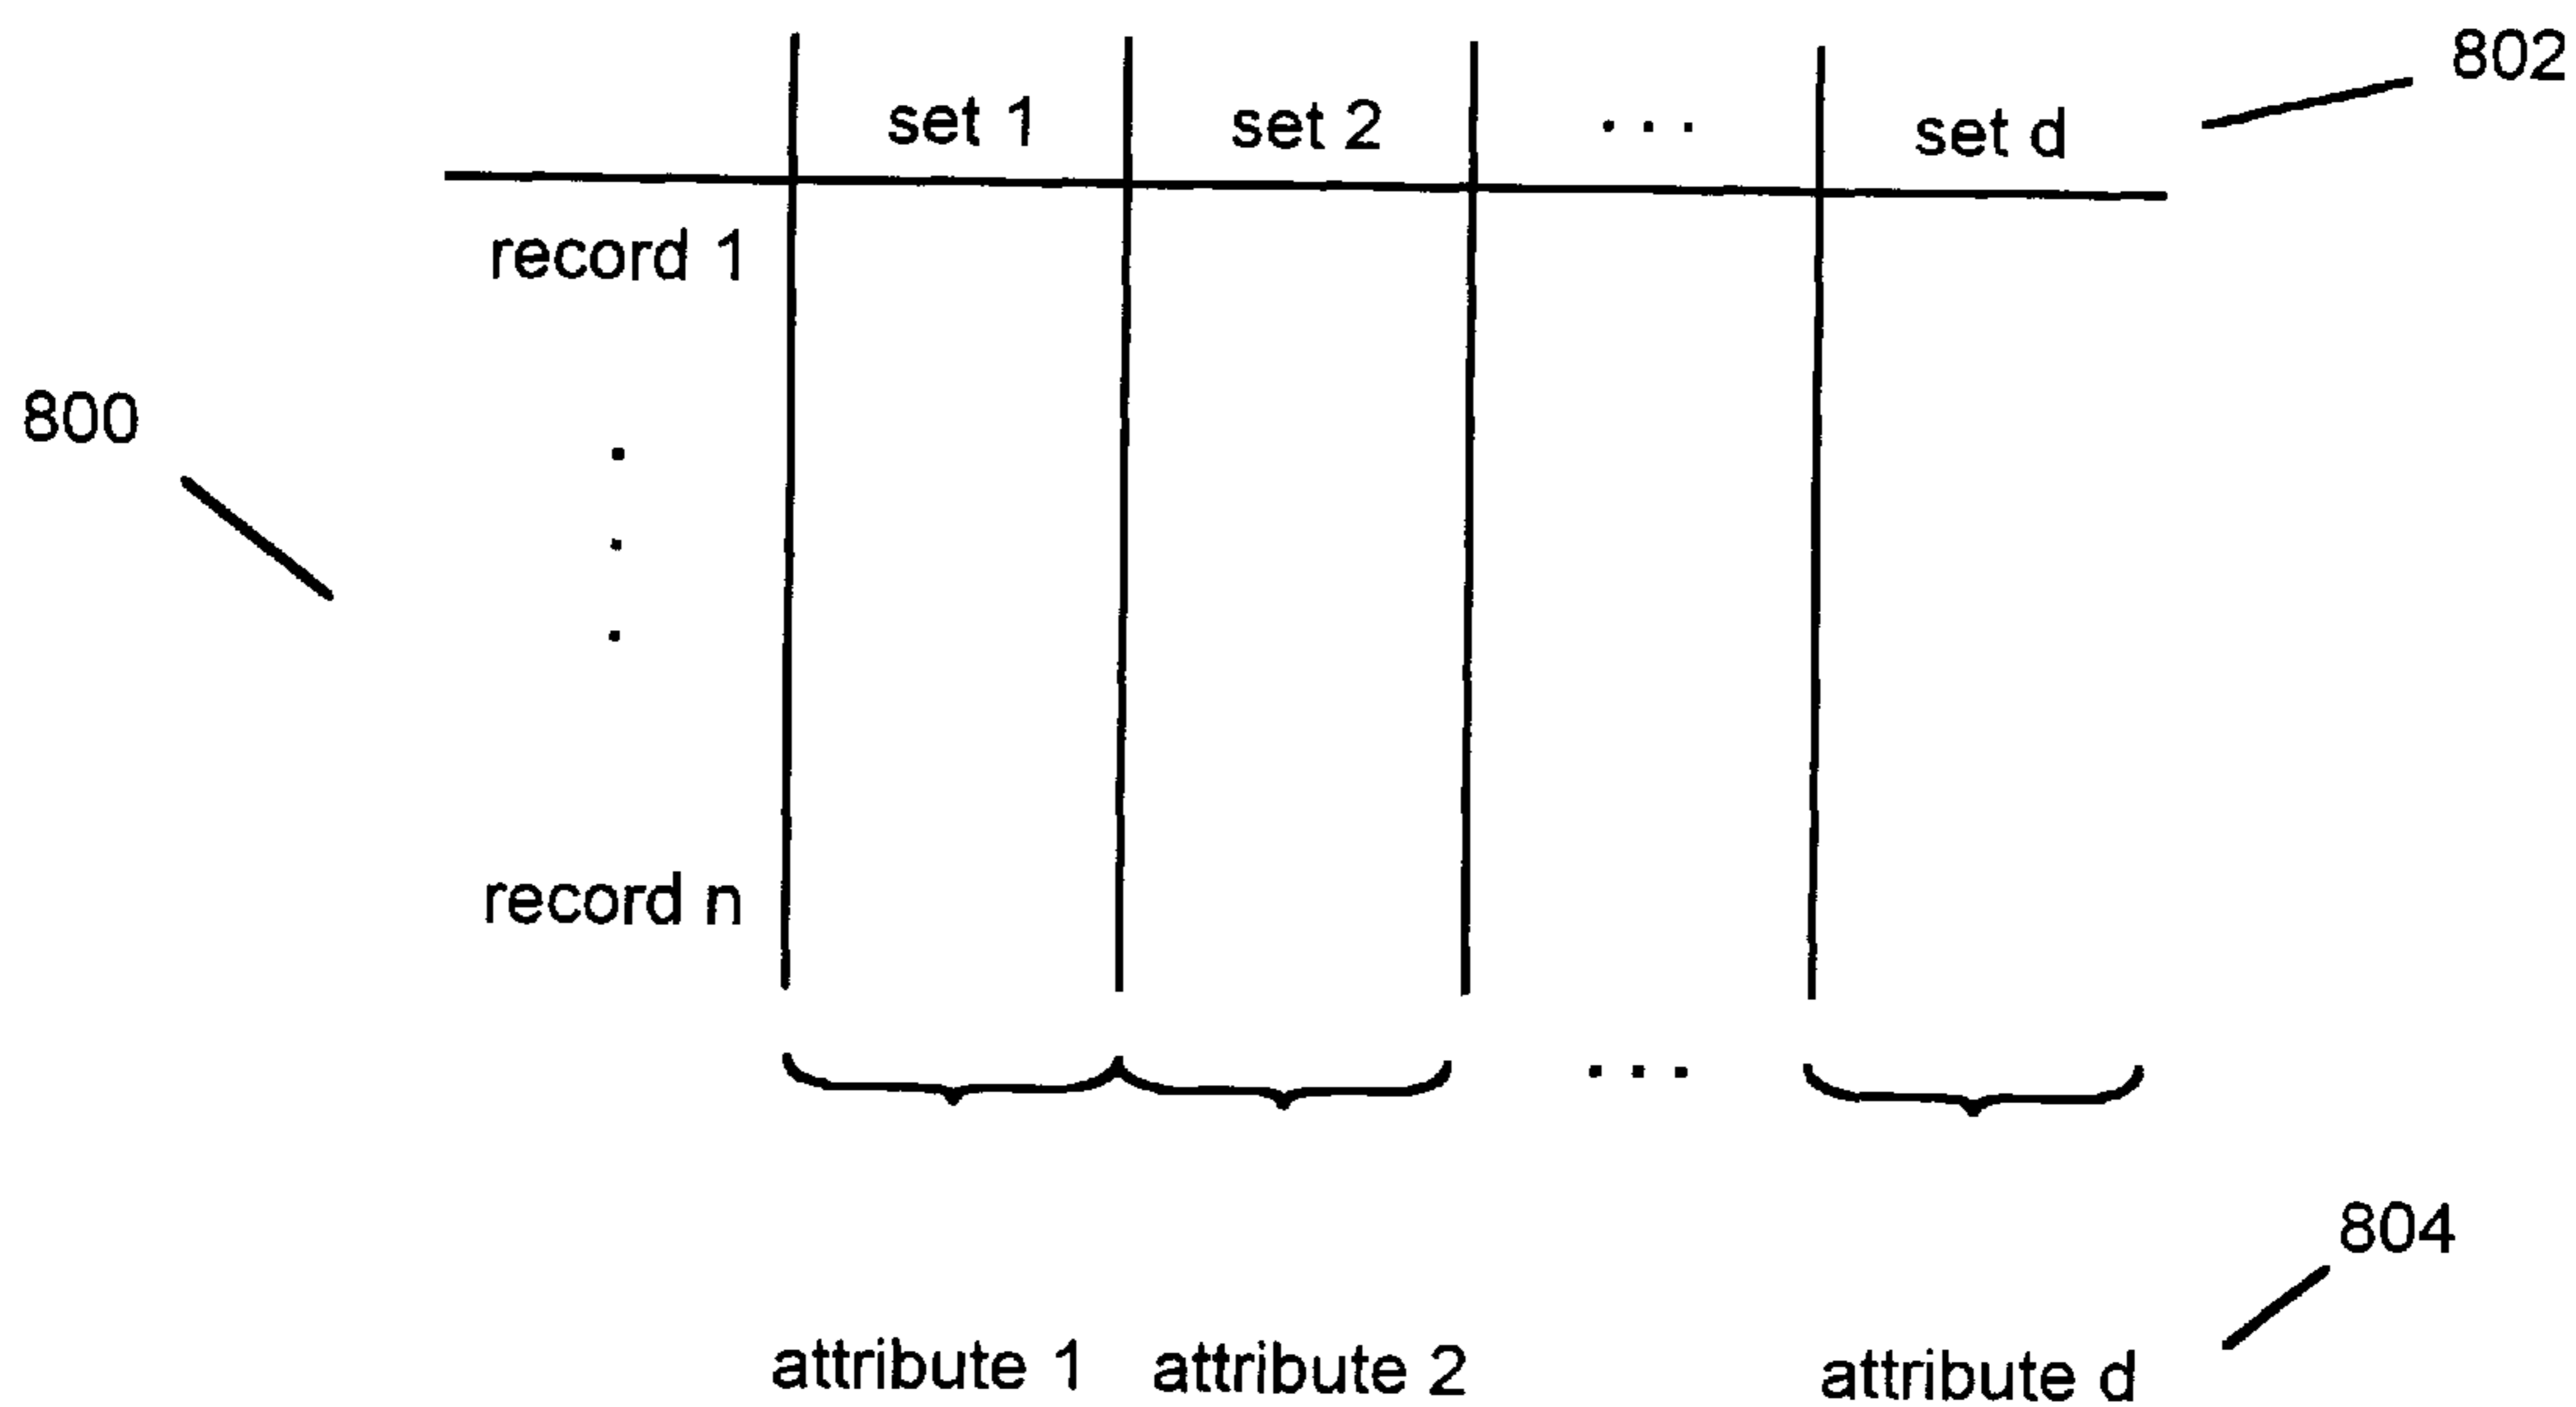 802
set 1 set 2 ... set d
record 1
800
.
.
.
record n
...
804
attribute 1 attribute 2 attribute d